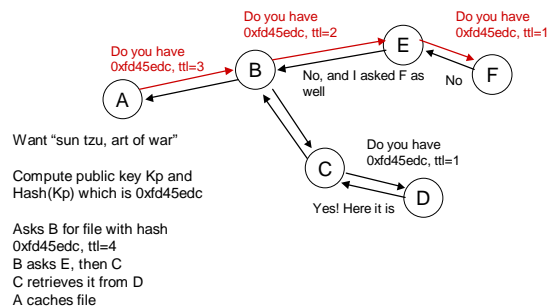 Do you have
0xfd45edc, ttl=3
Do you have
0xfd45edc, ttl=2
Do you have
0xfd45edc, ttl=1
A
B
E
F
No, and I asked F as
well
No
Want “sun tzu, art of war”
Compute public key Kp and
Hash(Kp) which is 0xfd45edc
Do you have
0xfd45edc, ttl=1
C
D
Yes! Here it is
Asks B for file with hash
0xfd45edc, ttl=4
B asks E, then C
C retrieves it from D
A caches file